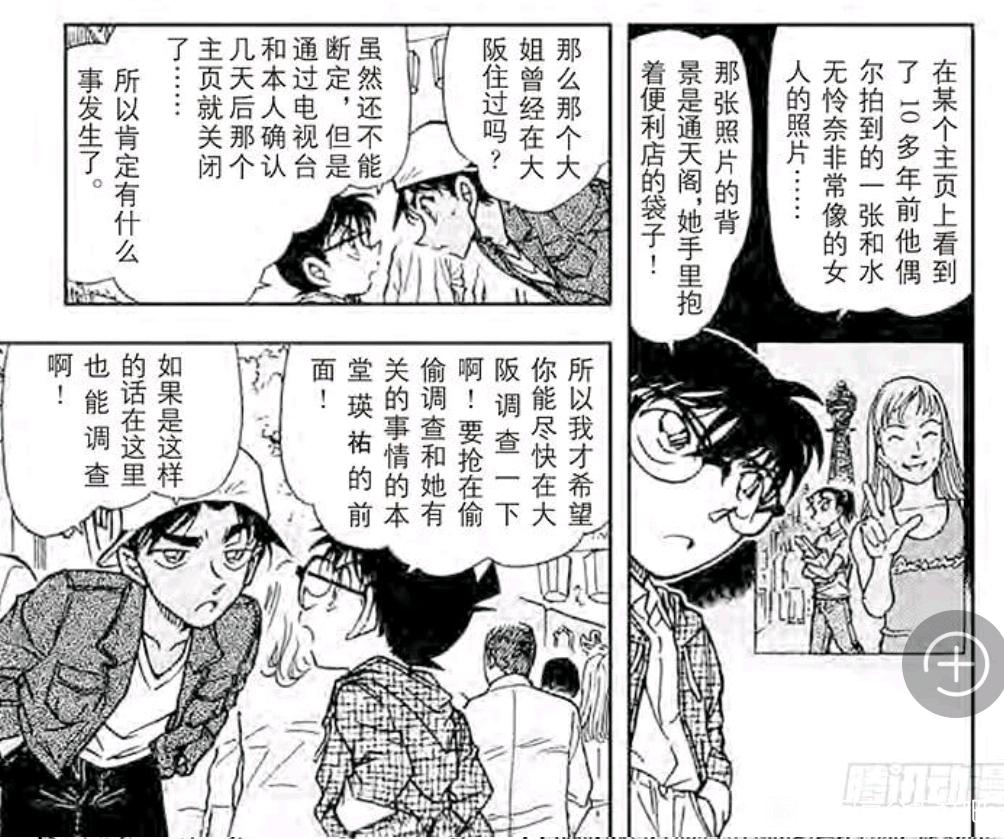 在某个主页上看到
了10多年前他偶
尔拍到的一张和水
无怜奈非常像的女
人的照片……
那张照片的背
景是通天阁，她手里抱
着便利店的袋子！
那么那个大
姐曾经在大
阪住过吗？
虽然还不能
断定，但是
通过电视台
和本人确认
几天后那个
主页就关闭
了……
所以肯定有什么
事发生了。
所以我才希望
你能尽快在大
阪调查一下
啊！要抢在偷
偷调查和她有
关的事情的本
堂瑛祐的前
面！
如果是这样
的话在这里
也能调查
啊！
腾讯动漫